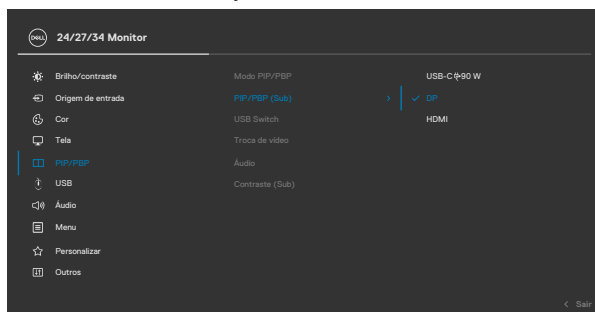 DELL 24/27/34 Monitor
Brilho/contraste Modo PIP/PBP USB-C 90 W
Origem de entrada PIP/PBP (Sub) > DP
Cor USB Switch HDMI
Tela Troca de vídeo
PIP/PBP Áudio
USB Contraste (Sub)
Áudio
Menu
Personalizar
Outros
< Sair